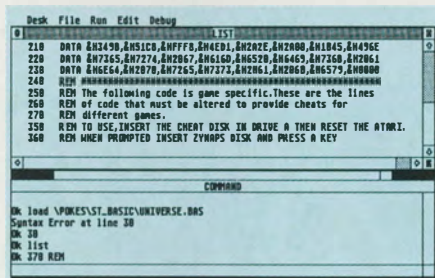 Desk File Run Edit Debug
LIST
210 DATA &H3498,&H51C8,&HFFF8,&H4ED1,&H2A2E,&H2A00,&H1B45,&H496E
220 DATA &H7365,&H7274,&H2067,&H616D,&H6520,&H6469,&H736B,&H2061
230 DATA &H6E64,&H2070,&H7265,&H7373,&H2H61,&H2068,&H6579,&H0000
240 REM
250 REM The following code is game specific.These are the lines
260 REM of code that must be altered to provide cheats for
270 REM different games.
350 REM TO USE,INSERT THE CHEAT DISK IN DRIVE A THEN RESET THE ATARI.
360 REM WHEN PROMPTED INSERT ZYNAPS DISK AND PRESS A KEY
COMMAND
Ok load \POKES\ST_BASIC\UNIVERSE.BAS
Syntax Error at line 30
Ok 30
Ok list
Ok 370 REM